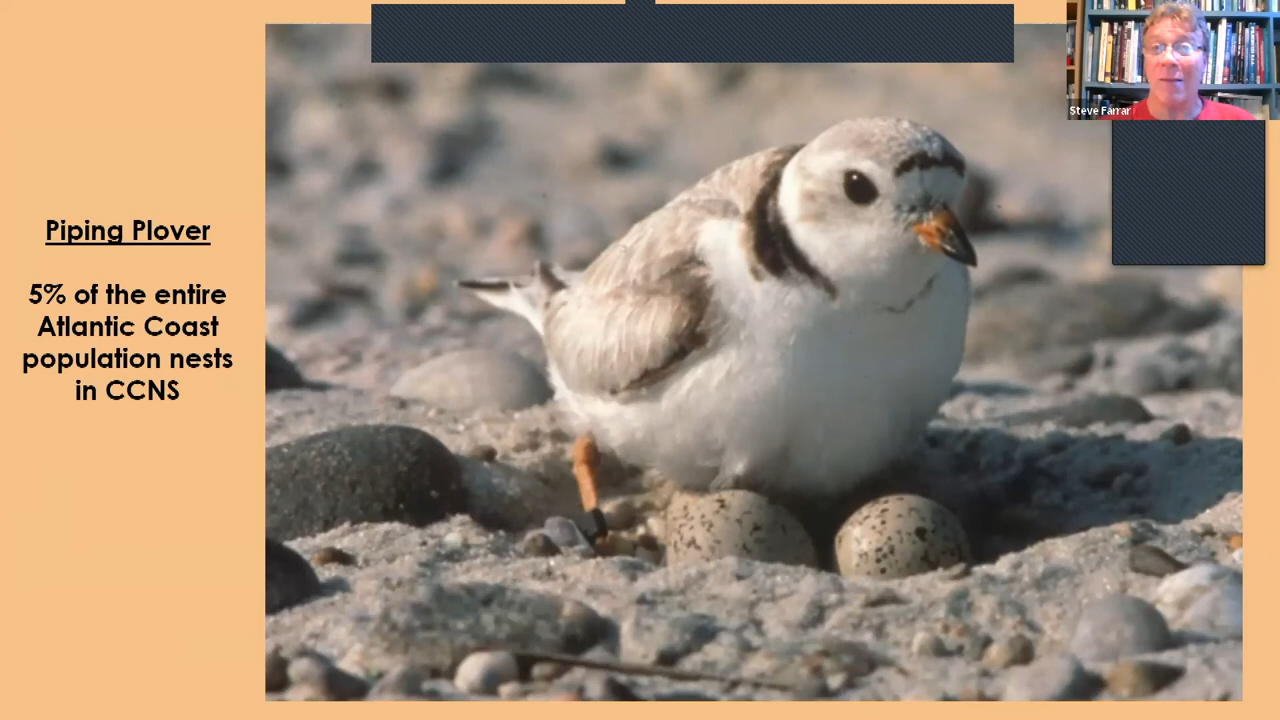 Steve Farrar
Piping Plover
5% of the entire
Atlantic Coast
population nests
in CCNS